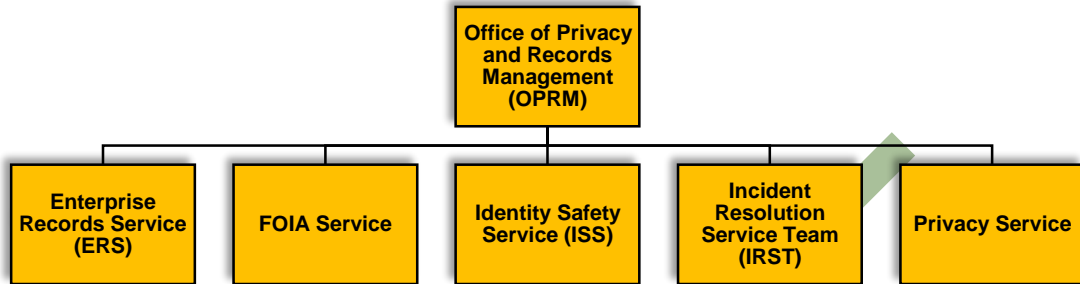 Office of Privacy
and Records
Management
(OPRM)
Enterprise
Records Service
(ERS)
FOIA Service
Identity Safety
Service (ISS)
Incident
Resolution
Service Team
(IRST)
Privacy Service